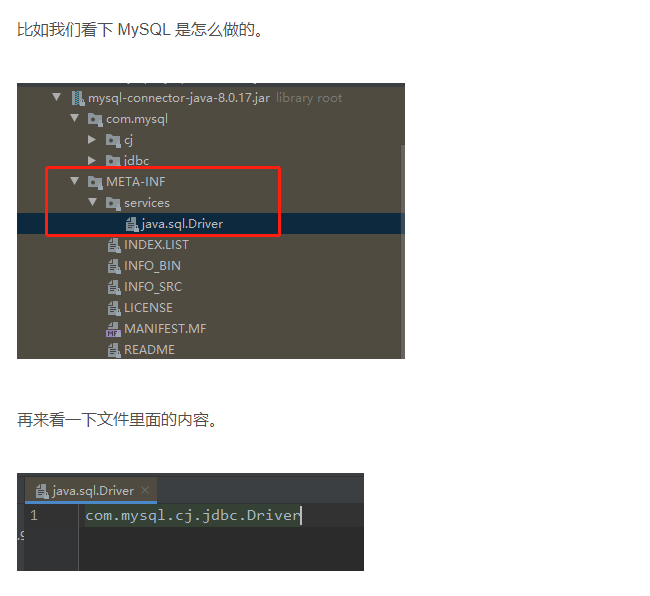 比如我们看下 MySQL 是怎么做的。
mysql-connector-java-8.0.17.jar library root
com.mysql
cj
jdbc
META-INF
services
java.sql.Driver
INDEX.LIST
INFO_BIN
INFO_SRC
LICENSE
MF MANIFEST.MF
README
再来看一下文件里面的内容。
java.sql.Driver ×
1 com.mysql.cj.jdbc.Driver